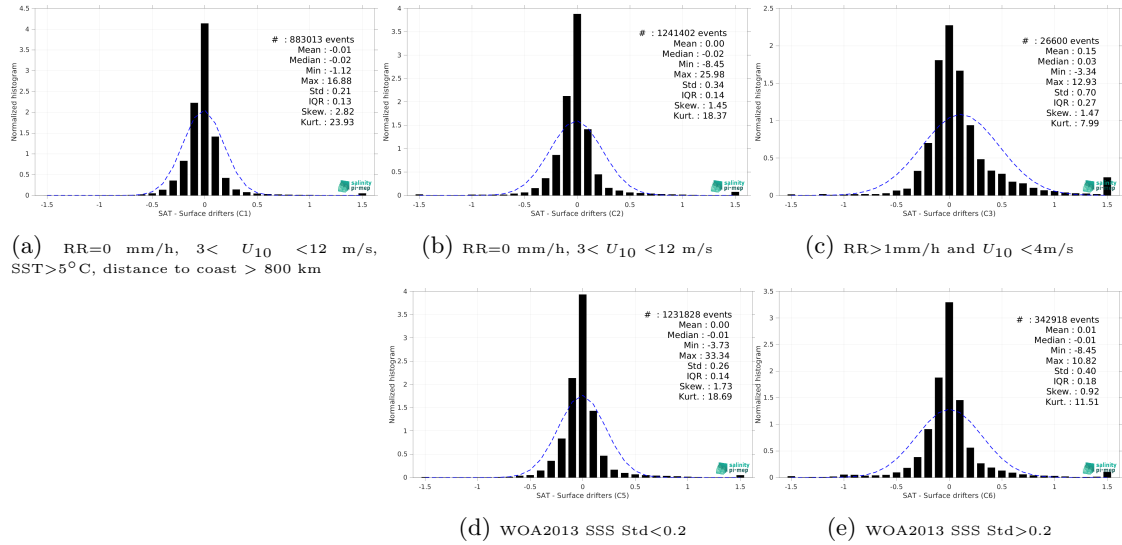 4.5
4
3.5
3
2.5
2
1.5
1
0.5
0
Normalized histogram
# : 883013 events
Mean : -0.01
Median : -0.02
Min : -1.12
Max : 16.88
Std : 0.21
IQR : 0.13
Skew. : 2.82
Kurt. : 23.93
salinity
pi-mep
-1.5 -1 -0.5 0 0.5 1 1.5
SAT - Surface drifters (C1)
(a) RR=0 mm/h, 3< U10 <12 m/s,
SST>5°C, distance to coast > 800 km
4
3.5
3
2.5
2
1.5
1
0.5
0
Normalized histogram
# : 1241402 events
Mean : 0.00
Median : -0.02
Min : -8.45
Max : 25.98
Std : 0.34
IQR : 0.14
Skew. : 1.45
Kurt. : 18.37
salinity
pi-mep
-1.5 -1 -0.5 0 0.5 1 1.5
SAT - Surface drifters (C2)
(b) RR=0 mm/h, 3< U10 <12 m/s
2.5
2
1.5
1
0.5
0
Normalized histogram
# : 26600 events
Mean : 0.15
Median : 0.03
Min : -3.34
Max : 12.93
Std : 0.70
IQR : 0.27
Skew. : 1.47
Kurt. : 7.99
salinity
pi-mep
-1.5 -1 -0.5 0 0.5 1 1.5
SAT - Surface drifters (C3)
(c) RR>1mm/h and U10 <4m/s
4
3.5
3
2.5
2
1.5
1
0.5
0
Normalized histogram
# : 1231828 events
Mean : 0.00
Median : -0.01
Min : -3.73
Max : 33.34
Std : 0.26
IQR : 0.14
Skew. : 1.73
Kurt. : 18.69
salinity
pi-mep
-1.5 -1 -0.5 0 0.5 1 1.5
SAT - Surface drifters (C5)
(d) WOA2013 SSS Std<0.2
3.5
3
2.5
2
1.5
1
0.5
0
Normalized histogram
# : 342918 events
Mean : 0.01
Median : -0.01
Min : -8.45
Max : 10.82
Std : 0.40
IQR : 0.18
Skew. : 0.92
Kurt. : 11.51
salinity
pi-mep
-1.5 -1 -0.5 0 0.5 1 1.5
SAT - Surface drifters (C6)
(e) WOA2013 SSS Std>0.2